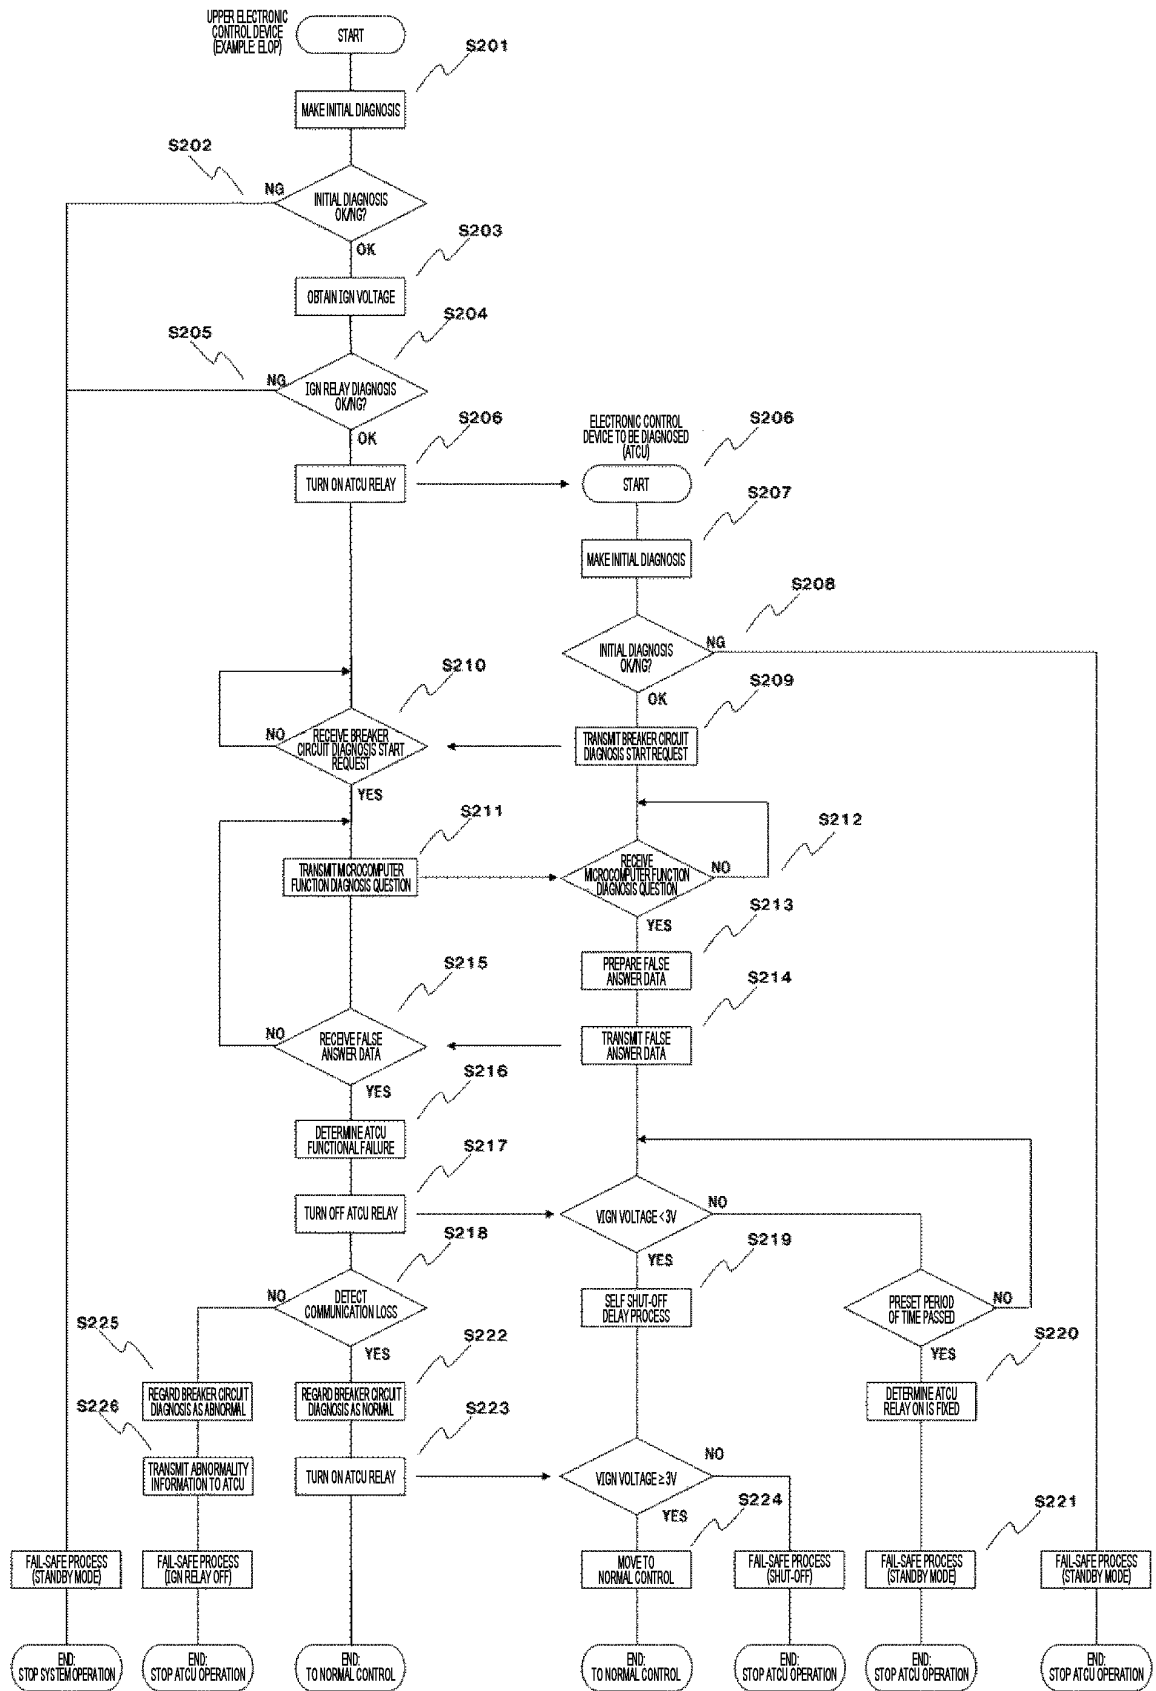 UPPER ELECTRONIC
CONTROL DEVICE
(EXAMPLE: ELOP)
START
S201
MAKE INITIAL DIAGNOSIS
S202
NG
INITIAL DIAGNOSIS
OK/NG?
OK
S203
OBTAIN IGN VOLTAGE
S204
S205
NG
IGN RELAY DIAGNOSIS
OK/NG?
OK
S206
TURN ON ATCU RELAY
ELECTRONIC CONTROL
DEVICE TO BE DIAGNOSED
(ATCU)
S206
START
S207
MAKE INITIAL DIAGNOSIS
S208
INITIAL DIAGNOSIS
OK/NG?
NG
OK
S209
TRANSMIT BREAKER CIRCUIT
DIAGNOSIS START REQUEST
S210
NO
RECEIVE BREAKER
CIRCUIT DIAGNOSIS START
REQUEST
YES
S211
TRANSMIT MICROCOMPUTER
FUNCTION DIAGNOSIS QUESTION
S212
RECEIVE
MICROCOMPUTER FUNCTION
DIAGNOSIS QUESTION
NO
YES
S213
PREPARE FALSE
ANSWER DATA
S214
TRANSMIT FALSE
ANSWER DATA
S215
NO
RECEIVE FALSE
ANSWER DATA
YES
S216
DETERMINE ATCU
FUNCTIONAL FAILURE
S217
TURN OFF ATCU RELAY
VIGN VOLTAGE < 3V
NO
YES
S218
NO
DETECT
COMMUNICATION LOSS
YES
S219
SELF SHUT-OFF
DELAY PROCESS
PRESET PERIOD
OF TIME PASSED
NO
YES
S220
DETERMINE ATCU
RELAY ON IS FIXED
S225
REGARD BREAKER CIRCUIT
DIAGNOSIS AS ABNORMAL
S222
REGARD BREAKER CIRCUIT
DIAGNOSIS AS NORMAL
S226
TRANSMIT ABNORMALITY
INFORMATION TO ATCU
S223
TURN ON ATCU RELAY
VIGN VOLTAGE ≥ 3V
NO
YES
S224
S221
FAIL-SAFE PROCESS
(STANDBY MODE)
FAIL-SAFE PROCESS
(IGN RELAY OFF)
MOVE TO
NORMAL CONTROL
FAIL-SAFE PROCESS
(SHUT-OFF)
FAIL-SAFE PROCESS
(STANDBY MODE)
FAIL-SAFE PROCESS
(STANDBY MODE)
END:
STOP SYSTEM OPERATION
END:
STOP ATCU OPERATION
END:
TO NORMAL CONTROL
END:
TO NORMAL CONTROL
END:
STOP ATCU OPERATION
END:
STOP ATCU OPERATION
END:
STOP ATCU OPERATION